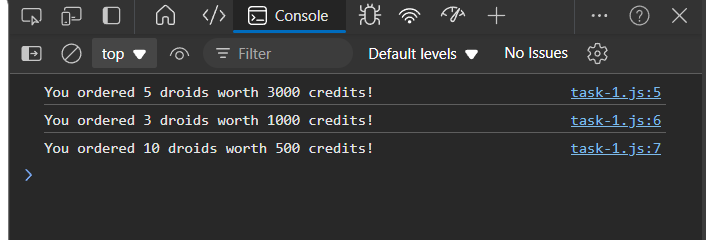 Console
top
Filter
Default levels
No Issues
You ordered 5 droids worth 3000 credits! task-1.js:5
You ordered 3 droids worth 1000 credits! task-1.js:6
You ordered 10 droids worth 500 credits! task-1.js:7